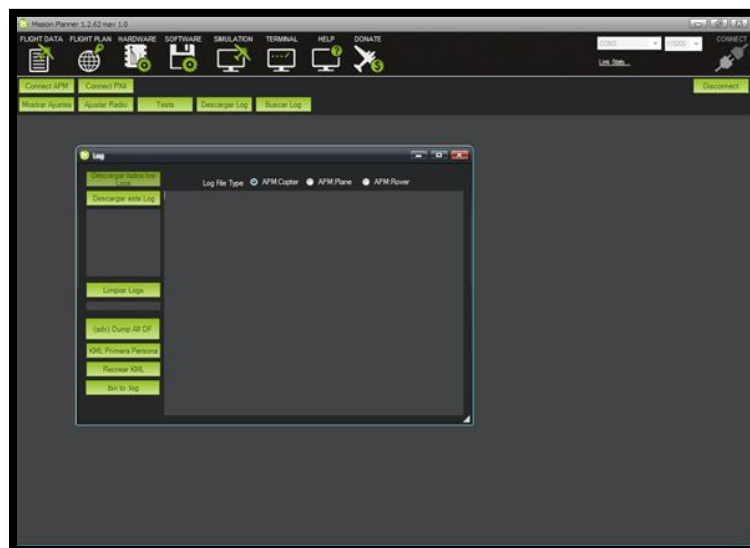 Mission Planner 1.2.62 mav 1.0
FLIGHT DATA FLIGHT PLAN HARDWARE SOFTWARE SIMULATION TERMINAL HELP DONATE
COM3 115200 CONNECT
Link Stats...
Connect APM Connect PX4 Disconnect
Mostrar Ajustes Ajustar Radio Tests Descargar Log Buscar Log
Log
Descargar todos los Logs
Log File Type APM:Copter APM:Plane APM:Rover
Descargar este Log
Limpiar Logs
(adv) Dump All DF
KML Primera Persona
Recrear KML
.bin to .log